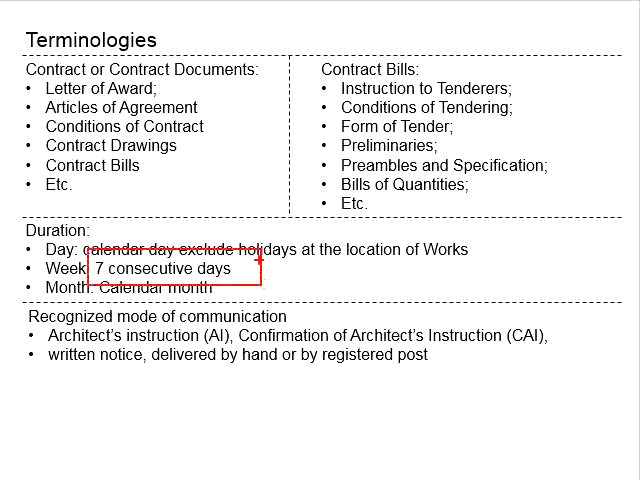 Terminologies
Contract or Contract Documents:
• Letter of Award;
• Articles of Agreement
• Conditions of Contract
• Contract Drawings
• Contract Bills
• Etc.
Contract Bills:
• Instruction to Tenderers;
• Conditions of Tendering;
• Form of Tender;
• Preliminaries;
• Preambles and Specification;
• Bills of Quantities;
• Etc.
Duration:
• Day: calendar day exclude holidays at the location of Works
• Week: 7 consecutive days
• Month: Calendar month
Recognized mode of communication
• Architect’s instruction (AI), Confirmation of Architect’s Instruction (CAI),
• written notice, delivered by hand or by registered post